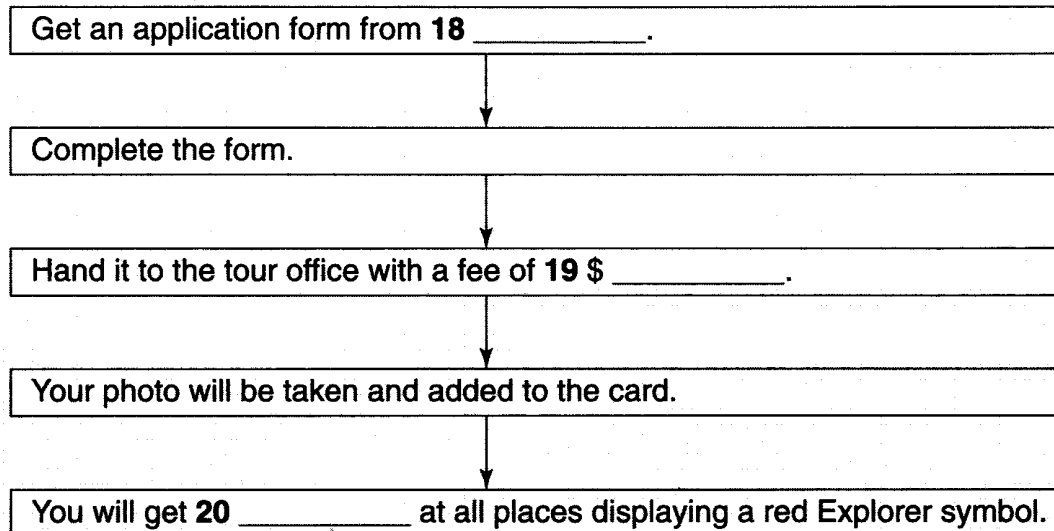 Get an application form from 18 __________.
Complete the form.
Hand it to the tour office with a fee of 19 $ __________.
Your photo will be taken and added to the card.
You will get 20 __________ at all places displaying a red Explorer symbol.